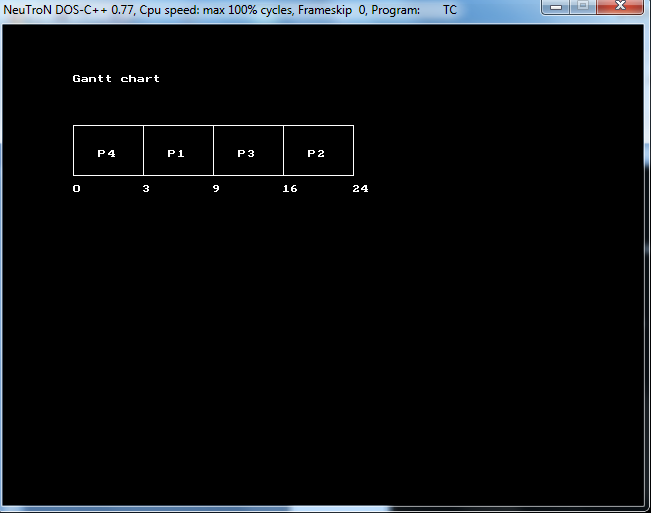 NeuTroN DOS-C++ 0.77, Cpu speed: max 100% cycles, Frameskip 0, Program: TC
Gantt chart
P4 P1 P3 P2
0 3 9 16 24